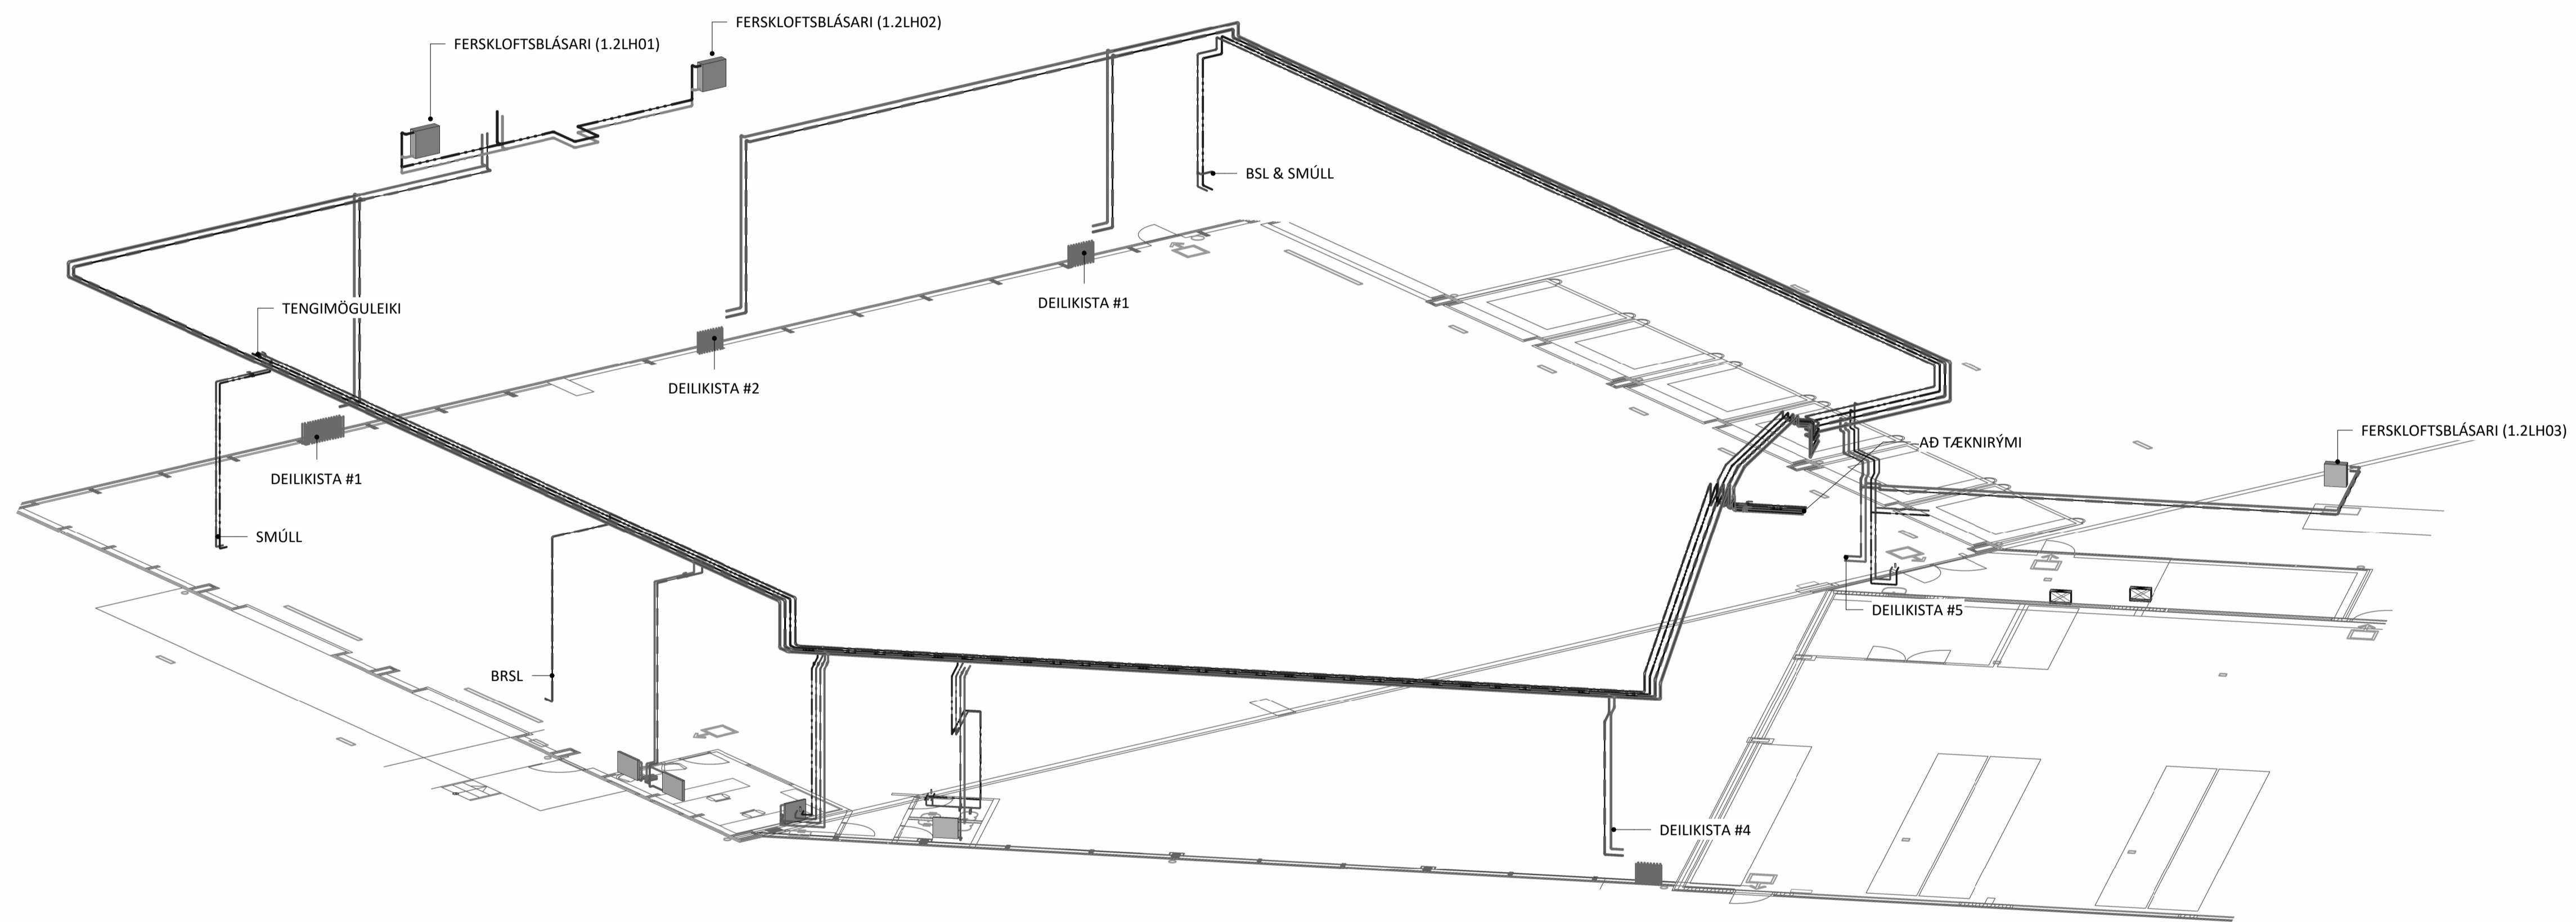 FERSKLOFTSBLÁSARI (1.2LH02)
FERSKLOFTSBLÁSARI (1.2LH01)
BSL & SMÚLL
DEILIKISTA #1
TENGIMÖGULEIKI
DEILIKISTA #2
FERSKLOFTSBLÁSARI (1.2LH03)
AÐ TÆKNIRÝMI
DEILIKISTA #1
SMÚLL
DEILIKISTA #5
BRSL
DEILIKISTA #4